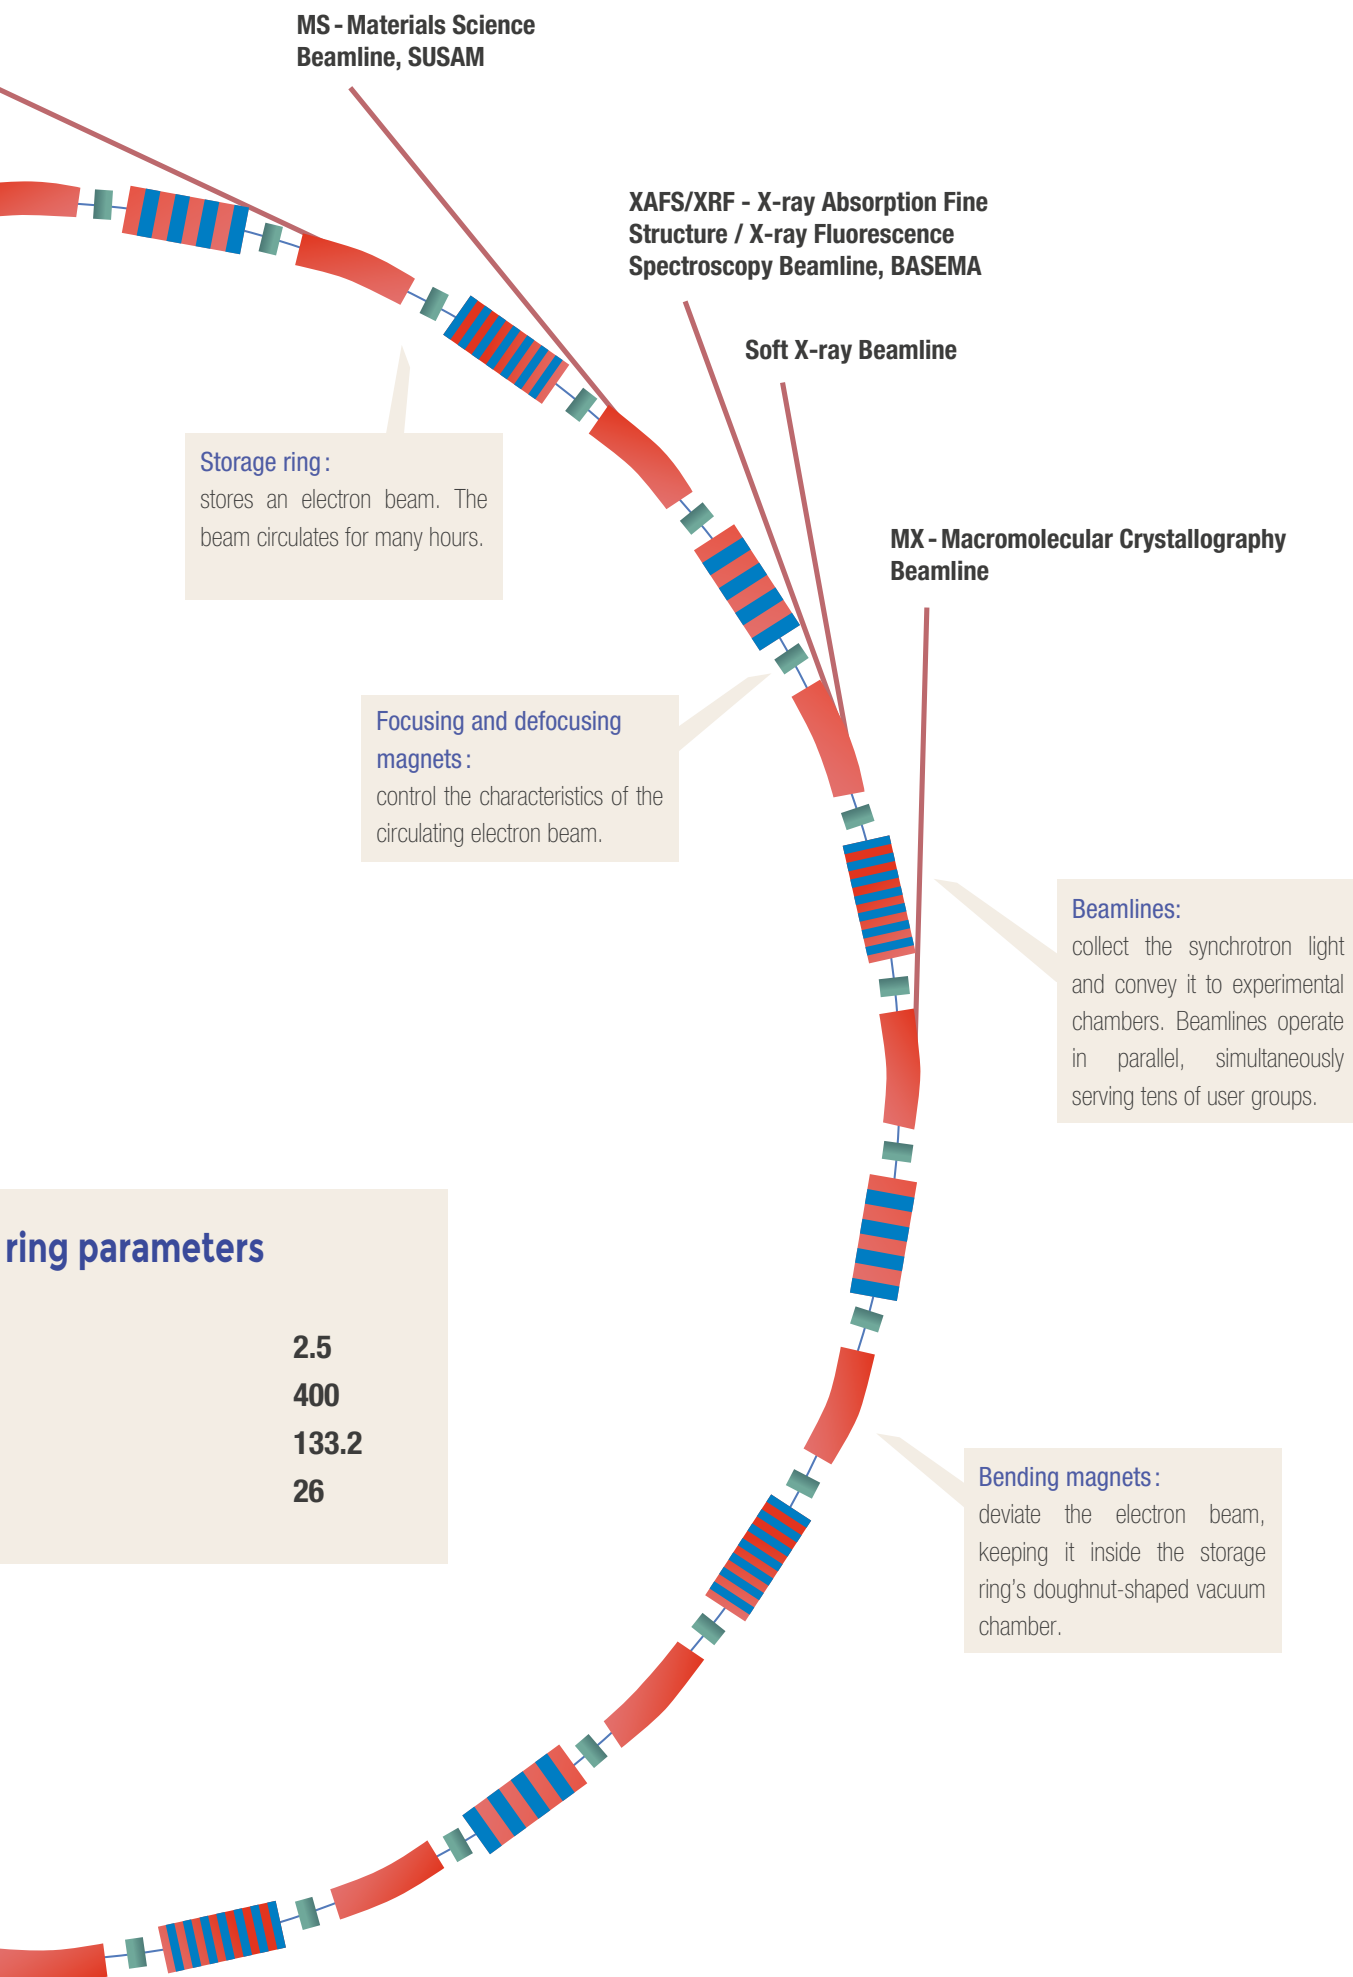 MS - Materials Science
Beamline, SUSAM
XAFS/XRF - X-ray Absorption Fine
Structure / X-ray Fluorescence
Spectroscopy Beamline, BASEMA
Soft X-ray Beamline
Storage ring:
stores an electron beam. The
beam circulates for many hours.
MX - Macromolecular Crystallography
Beamline
Focusing and defocusing
magnets:
control the characteristics of the
circulating electron beam.
Beamlines:
collect the synchrotron light
and convey it to experimental
chambers. Beamlines operate
in parallel, simultaneously
serving tens of user groups.
ring parameters
2.5
400
133.2
26
Bending magnets:
deviate the electron beam,
keeping it inside the storage
ring's doughnut-shaped vacuum
chamber.